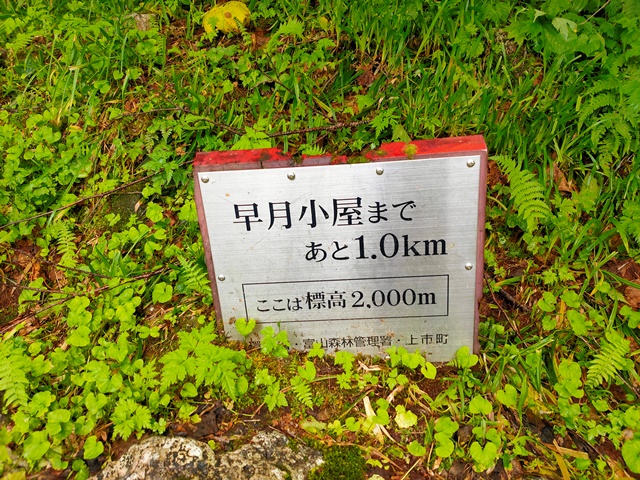 早月小屋まで
あと1.0km
ここは標高2,000m
富山森林管理署・上市町